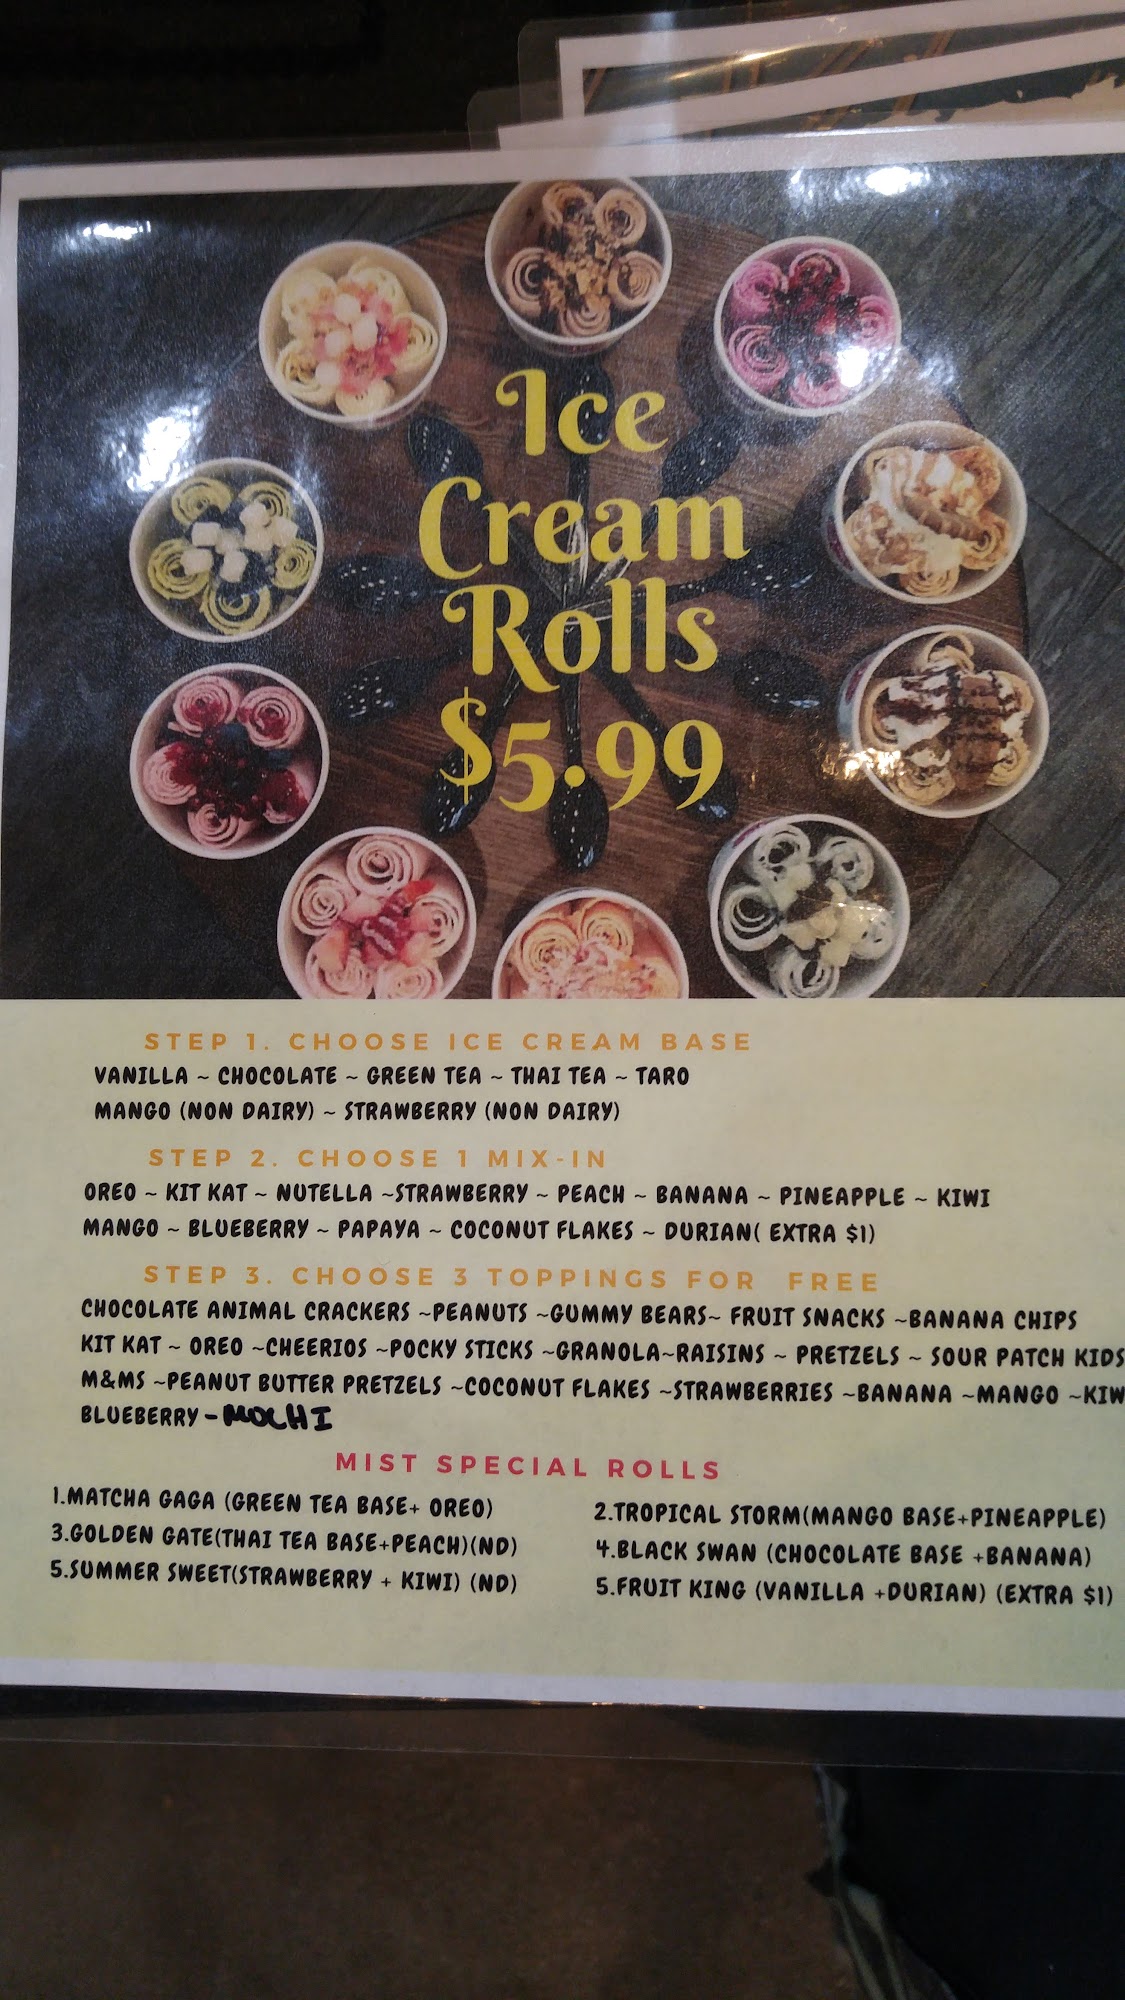 Ice
Cream
Rolls
$5.99
STEP 1. CHOOSE ICE CREAM BASE
VANILLA ~ CHOCOLATE ~ GREEN TEA ~ THAI TEA ~ TARO
MANGO (NON DAIRY) ~ STRAWBERRY (NON DAIRY)
STEP 2. CHOOSE 1 MIX-IN
OREO ~ KIT KAT ~ NUTELLA ~STRAWBERRY ~ PEACH ~ BANANA ~ PINEAPPLE ~ KIWI
MANGO ~ BLUEBERRY ~ PAPAYA ~ COCONUT FLAKES ~ DURIAN( EXTRA $1)
STEP 3. CHOOSE 3 TOPPINGS FOR FREE
CHOCOLATE ANIMAL CRACKERS ~PEANUTS ~GUMMY BEARS~ FRUIT SNACKS ~BANANA CHIPS
KIT KAT ~ OREO ~CHEERIOS ~POCKY STICKS ~GRANOLA~RAISINS ~ PRETZELS ~ SOUR PATCH KIDS
M&MS ~PEANUT BUTTER PRETZELS ~COCONUT FLAKES ~STRAWBERRIES ~BANANA ~MANGO ~KIW
BLUEBERRY - MOCHI
MIST SPECIAL ROLLS
1.MATCHA GAGA (GREEN TEA BASE+ OREO)
2.TROPICAL STORM(MANGO BASE+PINEAPPLE)
3.GOLDEN GATE(THAI TEA BASE+PEACH)(ND)
4.BLACK SWAN (CHOCOLATE BASE +BANANA)
5.SUMMER SWEET(STRAWBERRY + KIWI) (ND)
5.FRUIT KING (VANILLA +DURIAN) (EXTRA $1)